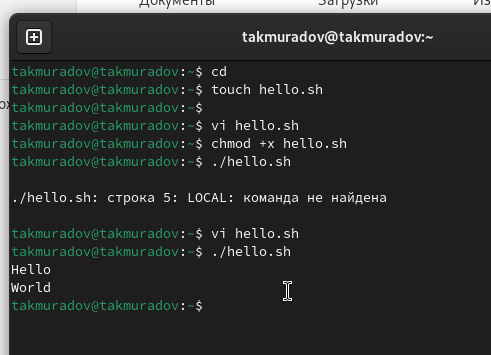 Документы Загрузки
takmuradov@takmuradov:~
takmuradov@takmuradov:~$ cd
takmuradov@takmuradov:~$ touch hello.sh
takmuradov@takmuradov:~$
takmuradov@takmuradov:~$ vi hello.sh
takmuradov@takmuradov:~$ chmod +x hello.sh
takmuradov@takmuradov:~$ ./hello.sh
./hello.sh: строка 5: LOCAL: команда не найдена
takmuradov@takmuradov:~$ vi hello.sh
takmuradov@takmuradov:~$ ./hello.sh
Hello
World
takmuradov@takmuradov:~$